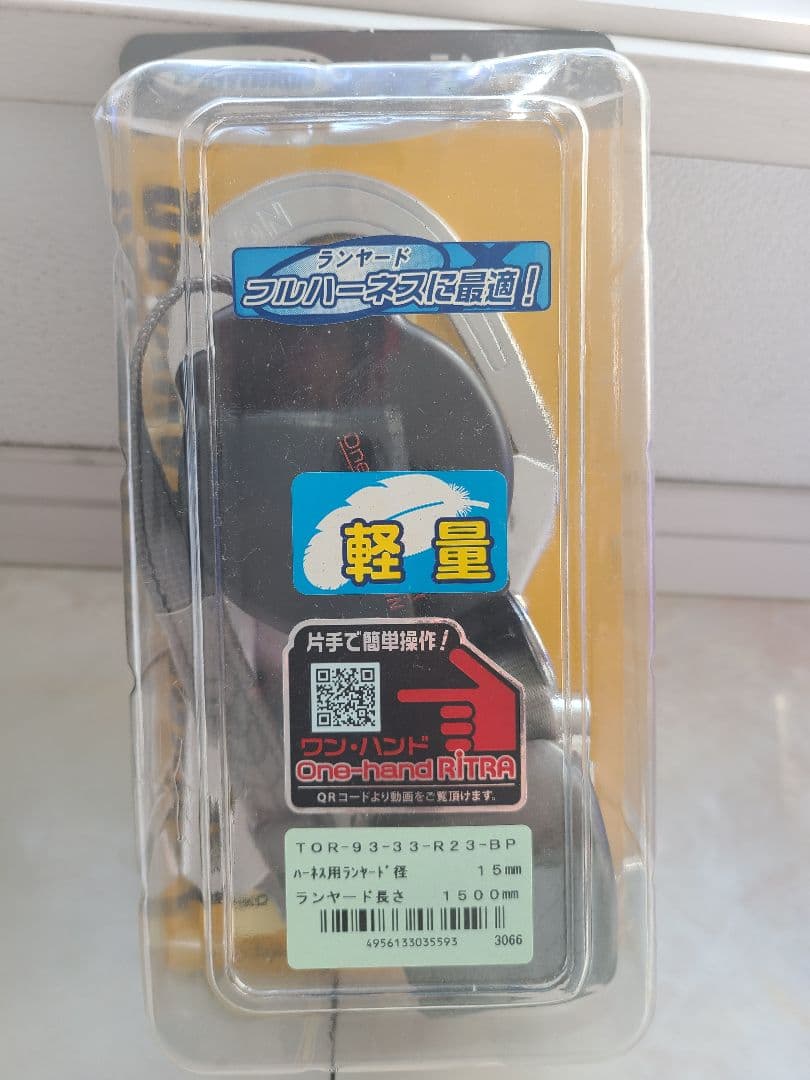 ランヤード
フルハーネスに最適!
One
軽量
片手で簡単操作!
ワン・ハンド
One-hand RiTRA
QRコードより動画をご覧頂けます。
TOR-93-33-R23-BP
ハーネス用ランヤード径 15mm
ランヤード長さ 1500mm
4956133035593 3066